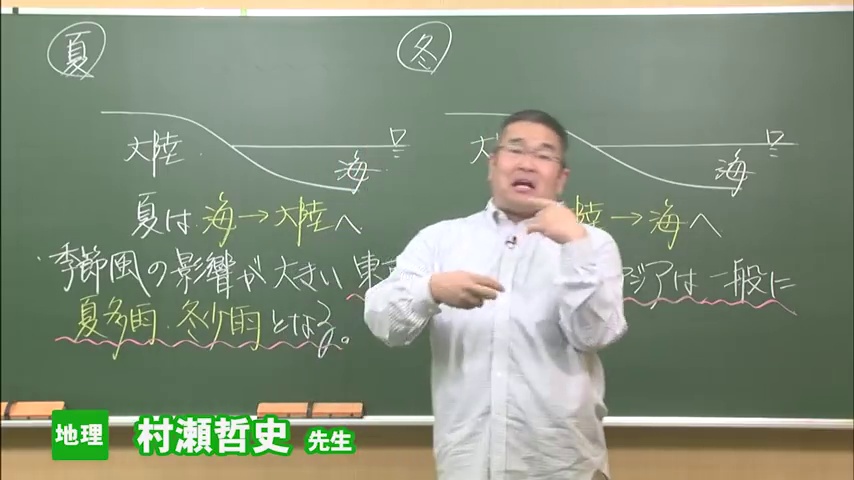 夏
冬
大陸
海
大
海
夏は 海→大陸へ
陸→海へ
季節風の影響が大きい 東
ジアは一般に
夏多雨・冬少雨となる。
地理 村瀬哲史 先生